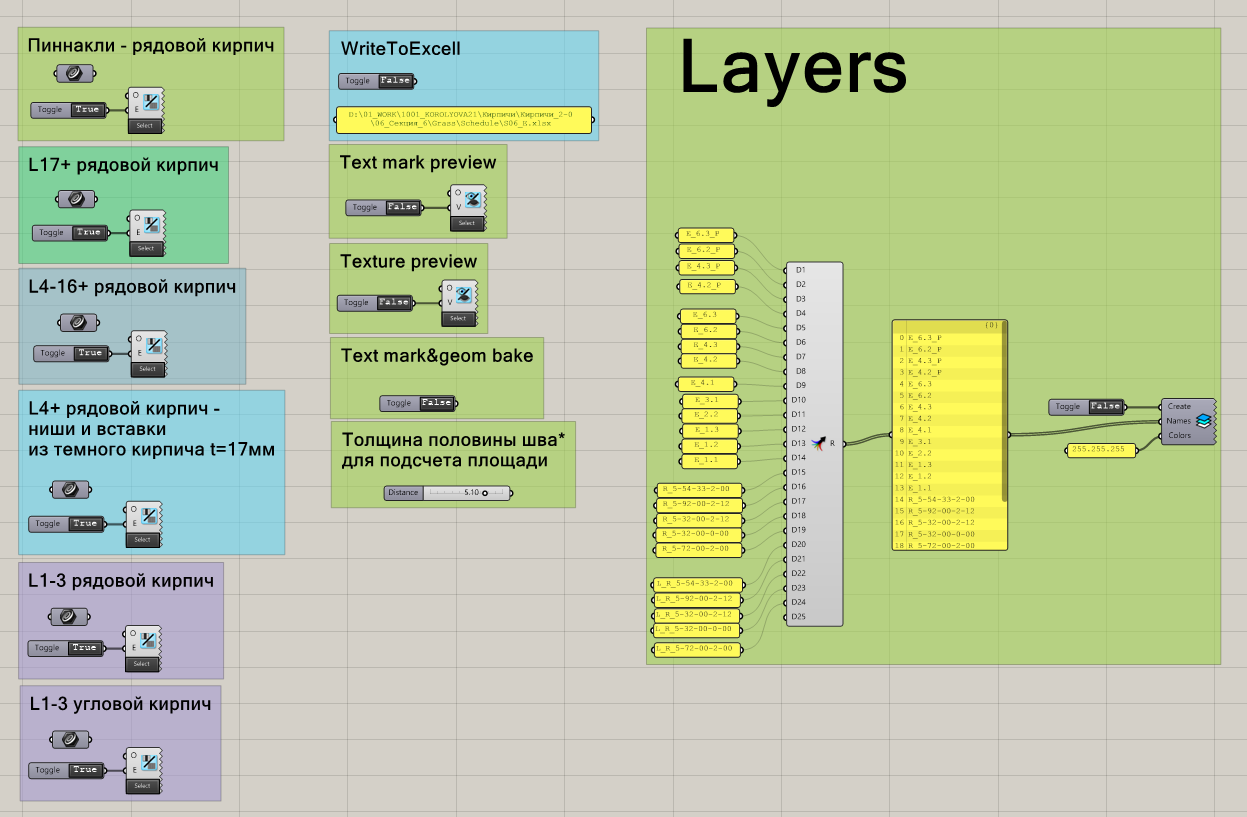 Пиннакли - рядовой кирпич
Toggle True
O
E
Select
L17+ рядовой кирпич
Toggle True
O
E
Select
L4-16+ рядовой кирпич
Toggle True
O
E
Select
L4+ рядовой кирпич -
ниши и вставки
из темного кирпича t=17мм
Toggle True
O
E
Select
L1-3 рядовой кирпич
Toggle True
O
E
Select
L1-3 угловой кирпич
Toggle True
O
E
Select
WriteToExcell
Toggle False
D:\01_WORK\1001_KOROLYOVA21\Кирпичи\Кирпичи_2-0
\06_Секция_6\Grass\Schedule\S06_E.xlsx
Text mark preview
Toggle False
O
V
Select
Texture preview
Toggle False
O
V
Select
Text mark&geom bake
Toggle False
Толщина половины шва*
для подсчета площади
Distance 5.10
Layers
E_6.3_P
E_6.2_P
E_4.3_P
E_4.2_P
E_6.3
E_6.2
E_4.3
E_4.2
E_4.1
E_3.1
E_2.2
E_1.3
E_1.2
E_1.1
R_5-54-33-2-00
R_5-92-00-2-12
R_5-32-00-2-12
R_5-32-00-0-00
R_5-72-00-2-00
L_R_5-54-33-2-00
L_R_5-92-00-2-12
L_R_5-32-00-2-12
L_R_5-32-00-0-00
L_R_5-72-00-2-00
D1
D2
D3
D4
D5
D6
D7
D8
D9
D10
D11
D12
D13 R
D14
D15
D16
D17
D18
D19
D20
D21
D22
D23
D24
D25
{0}
0 E_6.3_P
1 E_6.2_P
2 E_4.3_P
3 E_4.2_P
4 E_6.3
5 E_6.2
6 E_4.3
7 E_4.2
8 E_4.1
9 E_3.1
10 E_2.2
11 E_1.3
12 E_1.2
13 E_1.1
14 R_5-54-33-2-00
15 R_5-92-00-2-12
16 R_5-32-00-2-12
17 R_5-32-00-0-00
18 R_5-72-00-2-00
Toggle False
255.255.255
Create
Names
Colors